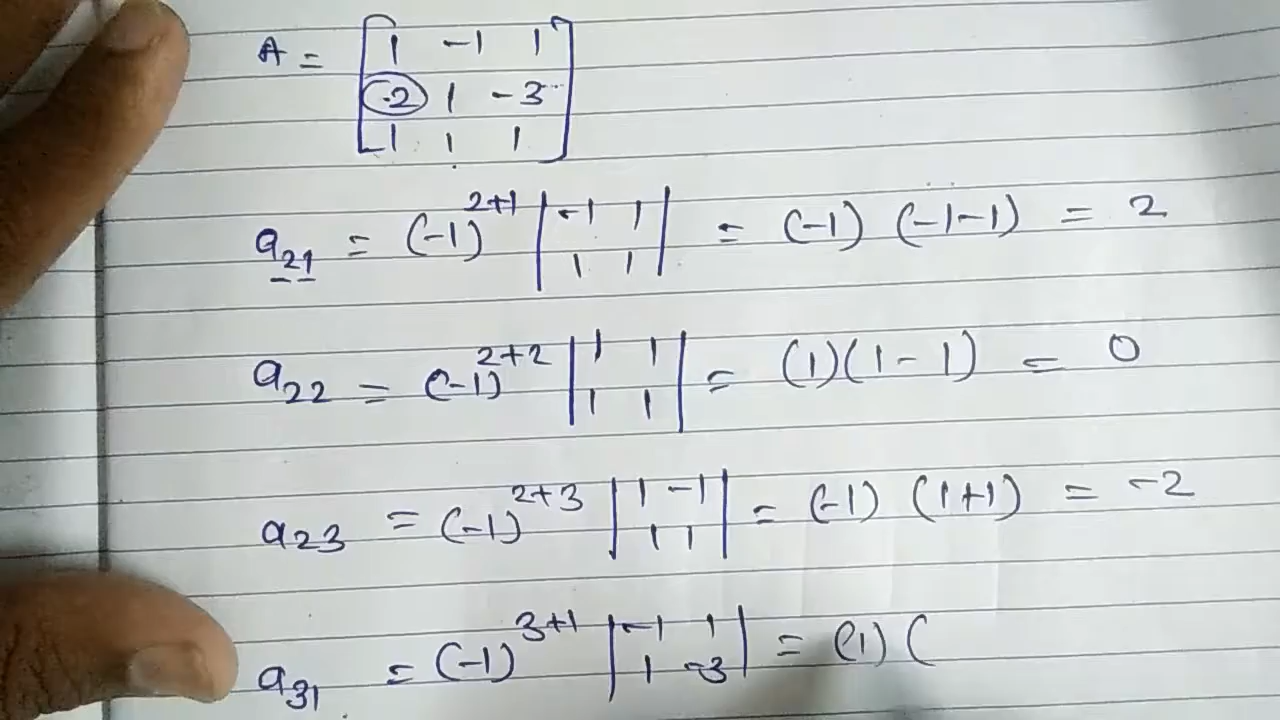 A = [ 1 -1 1
-2 1 -3
1 1 1 ]
a21 = (-1)^2+1 | -1 1 | = (-1) (-1-1) = 2
1 1
a22 = (-1)^2+2 | 1 1 | = (1)(1-1) = 0
1 1
a23 = (-1)^2+3 | 1 -1 | = (-1) (1+1) = -2
1 1
a31 = (-1)^3+1 | -1 1 | = (1) (
1 -3